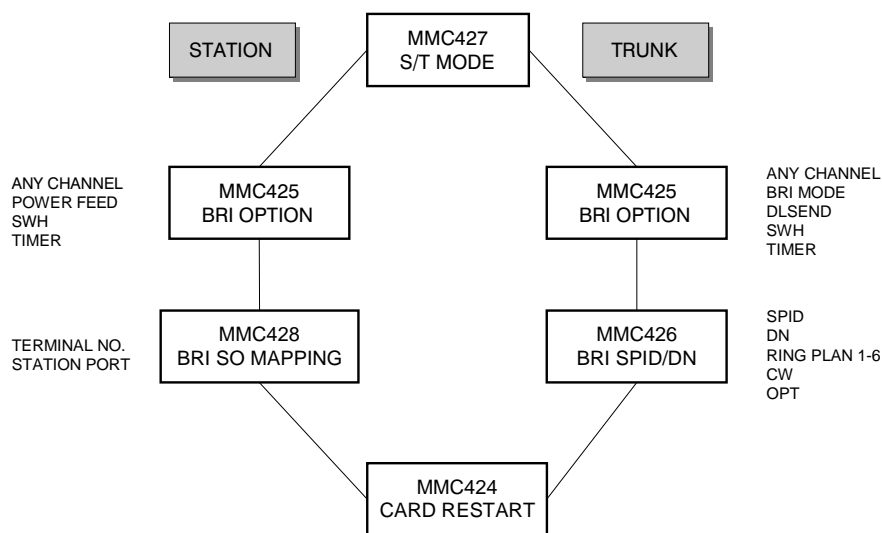 STATION
MMC427
S/T MODE
TRUNK
ANY CHANNEL
POWER FEED
SWH
TIMER
MMC425
BRI OPTION
MMC425
BRI OPTION
ANY CHANNEL
BRI MODE
DLSEND
SWH
TIMER
TERMINAL NO.
STATION PORT
MMC428
BRI SO MAPPING
MMC426
BRI SPID/DN
SPID
DN
RING PLAN 1-6
CW
OPT
MMC424
CARD RESTART